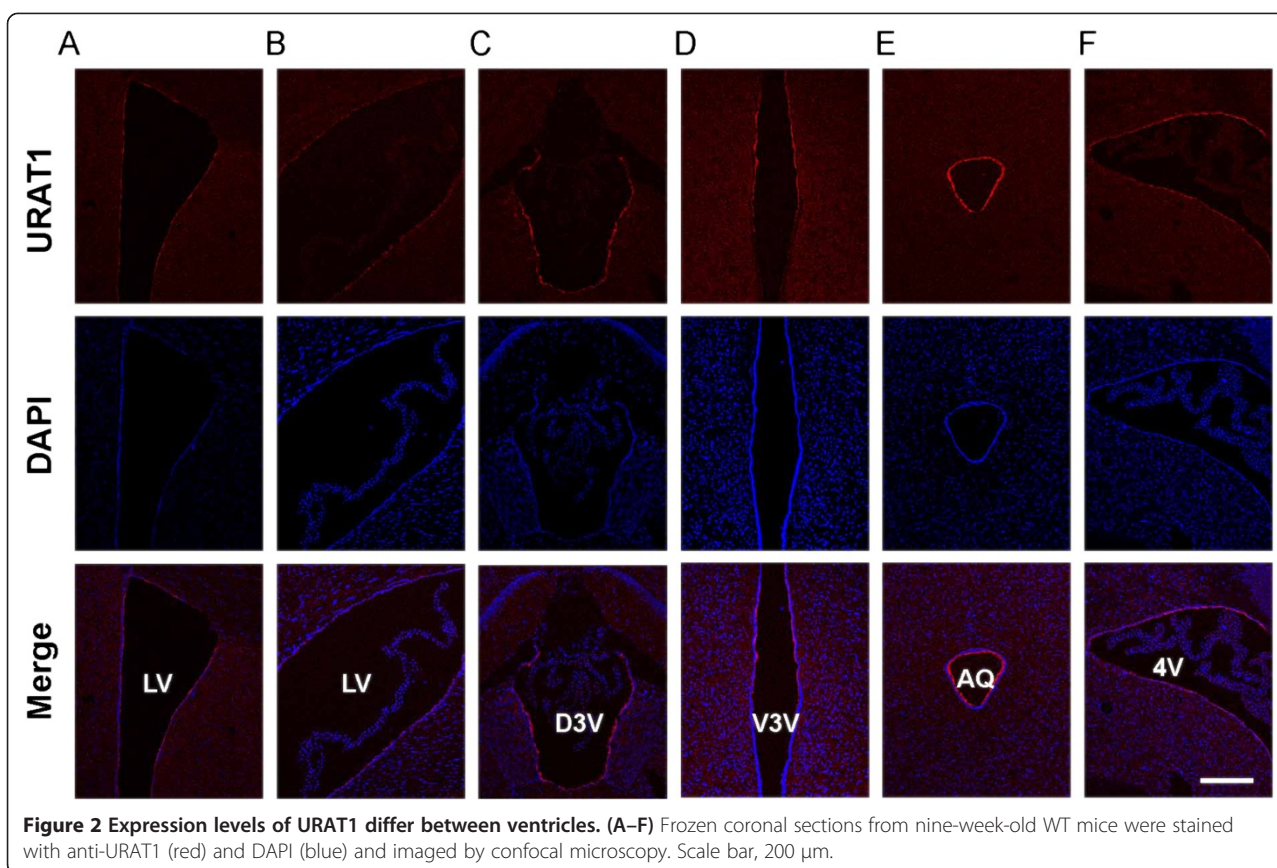 A B C D E F
URAT1
DAPI
Merge
LV LV D3V V3V AQ 4V
Figure 2 Expression levels of URAT1 differ between ventricles. (A–F) Frozen coronal sections from nine-week-old WT mice were stained
with anti-URAT1 (red) and DAPI (blue) and imaged by confocal microscopy. Scale bar, 200 μm.